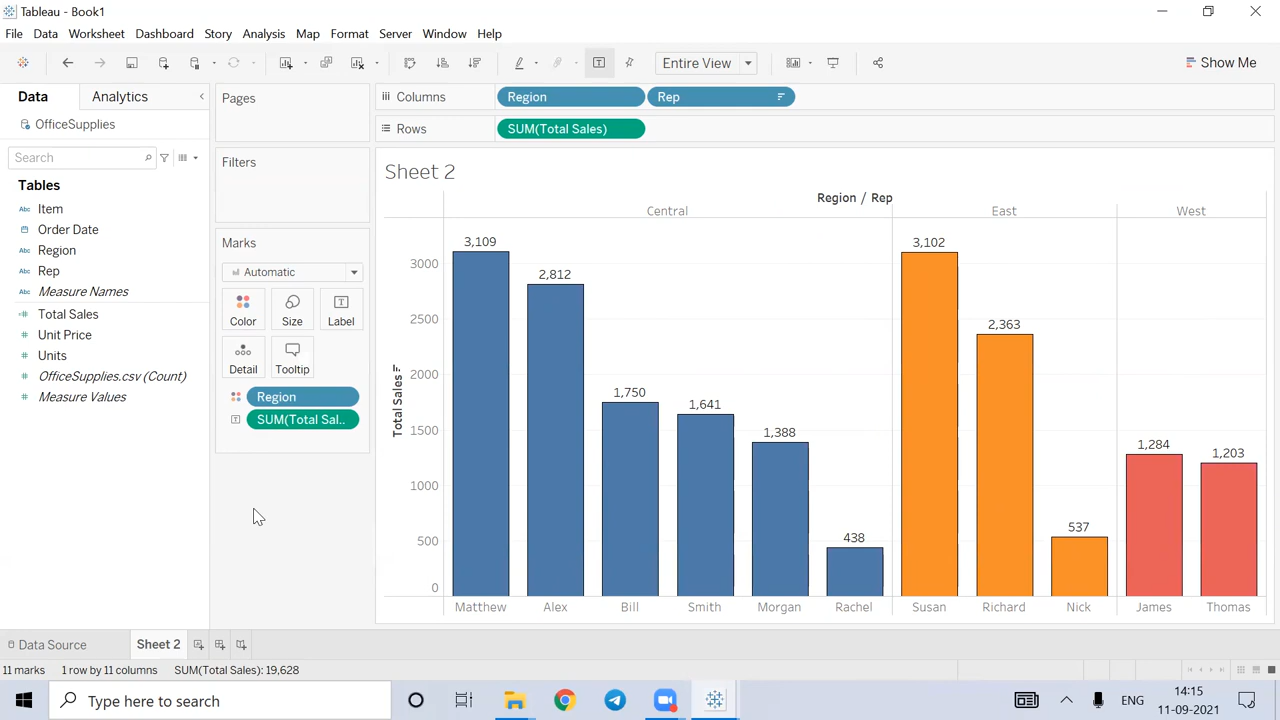 Tableau - Book1
File Data Worksheet Dashboard Story Analysis Map Format Server Window Help
Entire View
Show Me
Data Analytics
OfficeSupplies
Search
Tables
Abc Item
Order Date
Abc Region
Abc Rep
Abc Measure Names
# Total Sales
# Unit Price
# Units
# OfficeSupplies.csv (Count)
# Measure Values
Pages
Filters
Marks
Automatic
Color Size Label
Detail Tooltip
Region
SUM(Total Sal..
Columns Region Rep
Rows SUM(Total Sales)
Sheet 2
Region / Rep
Central East West
Total Sales
3000
2500
2000
1500
1000
500
0
3,109 2,812 1,750 1,641 1,388 438 3,102 2,363 537 1,284 1,203
Matthew Alex Bill Smith Morgan Rachel Susan Richard Nick James Thomas
Data Source Sheet 2
11 marks 1 row by 11 columns SUM(Total Sales): 19,628
Type here to search
ENG
14:15
11-09-2021